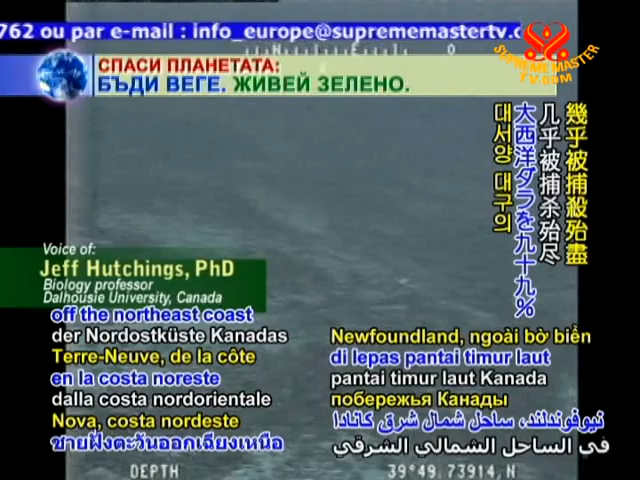 762 ou par e-mail : info_europe@suprememastertv.c
N E 0
SUPREME MASTER
TV.COM
СПАСИ ПЛАНЕТАТА:
БЪДИ ВЕГЕ. ЖИВЕЙ ЗЕЛЕНО.
幾乎被捕殺殆盡
几乎被捕杀殆尽
大西洋ダラを九十九%
대서양 대구의
Voice of:
Jeff Hutchings, PhD
Biology professor
Dalhousie University, Canada
off the northeast coast
der Nordostküste Kanadas
Terre-Neuve, de la côte
en la costa noreste
dalla costa nordorientale
Nova, costa nordeste
ชายฝั่งตะวันออกเฉียงเหนือ
Newfoundland, ngoài bờ biển
di lepas pantai timur laut
pantai timur laut Kanada
побережья Канады
نیوفوندلند، ساحل شمال شرق کانادا
في الساحل الشمالي الشرقي
DEPTH
39°49.73914,N